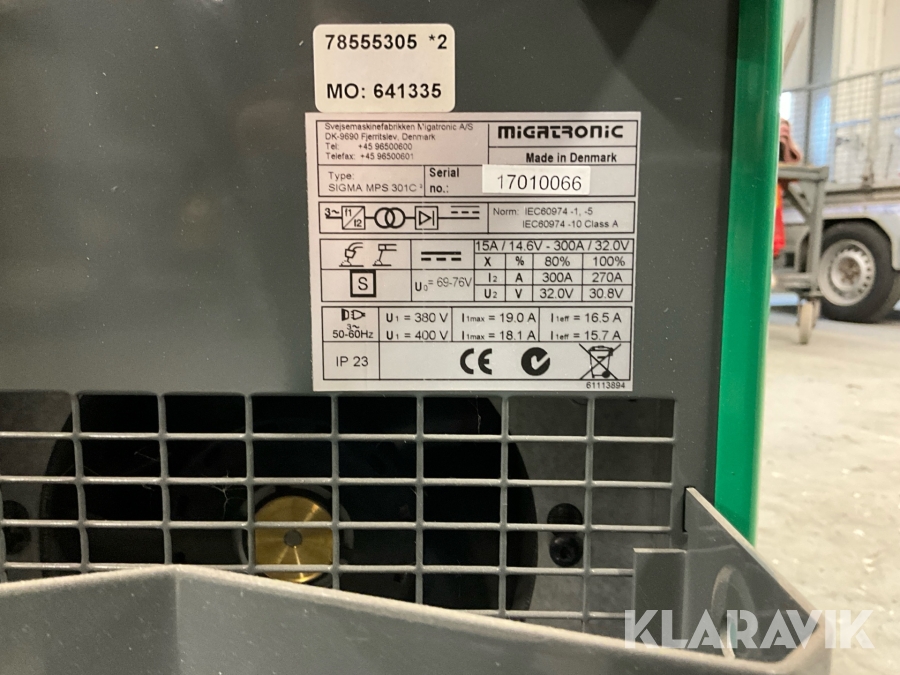 78555305 *2
MO: 641335
Svejsemaskinefabrikken Migatronic A/S
DK-9690 Fjerritslev, Denmark
Tel: +45 96500600
Telefax: +45 96500601
MIGATRONIC
Made in Denmark
Type:
SIGMA MPS 301C
Serial no.: 17010066
3~ f1 f2
Norm: IEC60974 -1, -5
IEC60974 -10 Class A
S
U0= 69-76V
15A / 14.6V - 300A / 32.0V
X % 80% 100%
I2 A 300A 270A
U2 V 32.0V 30.8V
3~
50-60Hz
U1 = 380 V I1max = 19.0 A I1eff = 16.5 A
U1 = 400 V I1max = 18.1 A I1eff = 15.7 A
IP 23
CE
61113894
KLARAVIK